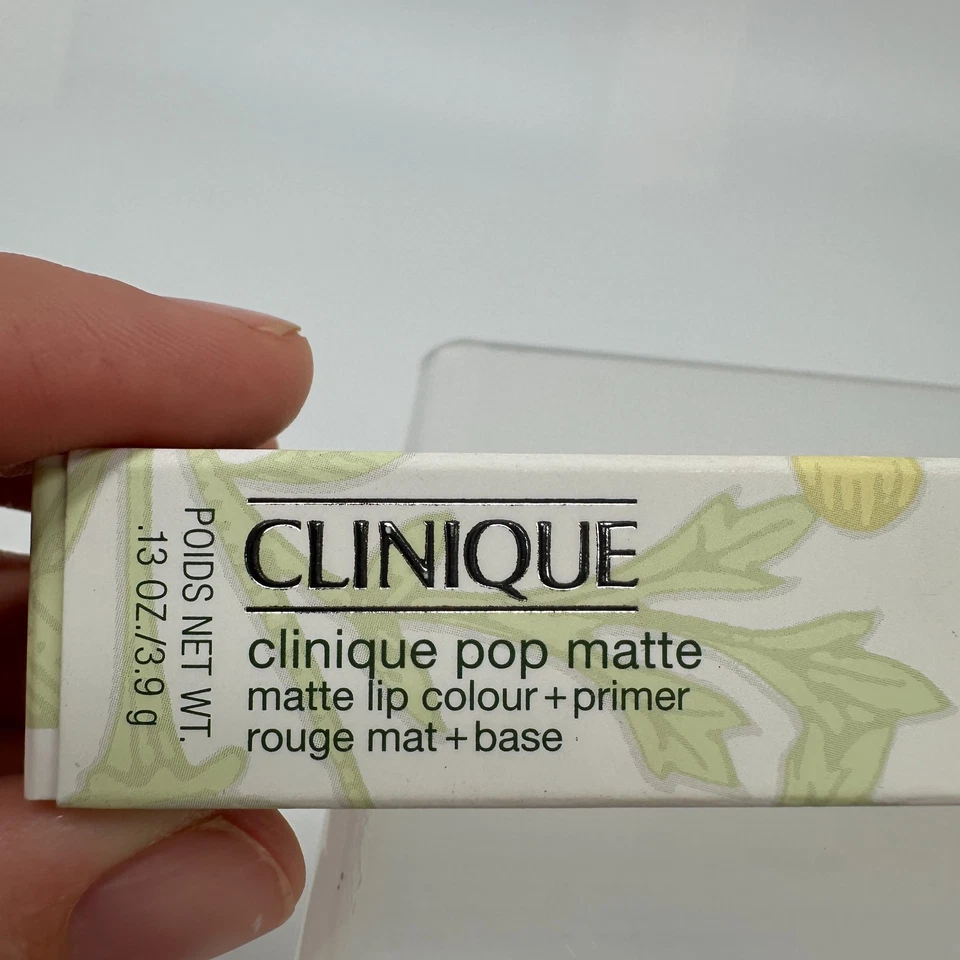 CLINIQUE
clinique pop matte
matte lip colour + primer
rouge mat + base
POIDS NET WT.
.13 OZ./3.9 g